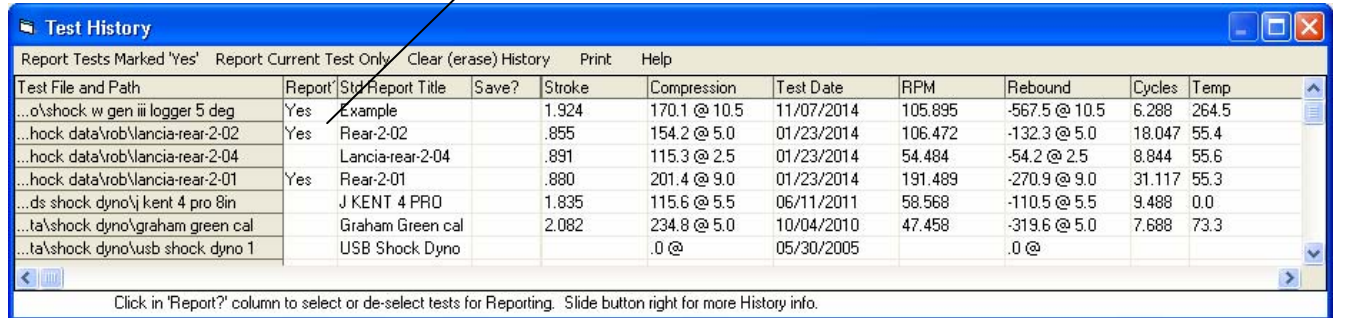 Test History
Report Tests Marked 'Yes' Report Current Test Only Clear (erase) History Print Help
Test File and Path Report? Std Report Title Save? Stroke Compression Test Date RPM Rebound Cycles Temp
...o\shock w gen iii logger 5 deg Yes Example 1.924 170.1 @ 10.5 11/07/2014 105.895 -567.5 @ 10.5 6.288 264.5
...hock data\rob\lancia-rear-2-02 Yes Rear-2-02 .855 154.2 @ 5.0 01/23/2014 106.472 -132.3 @ 5.0 18.047 55.4
...hock data\rob\lancia-rear-2-04 Lancia-rear-2-04 .891 115.3 @ 2.5 01/23/2014 54.484 -54.2 @ 2.5 8.844 55.6
...hock data\rob\lancia-rear-2-01 Yes Rear-2-01 .880 201.4 @ 9.0 01/23/2014 191.489 -270.9 @ 9.0 31.117 55.3
...ds shock dyno\j kent 4 pro 8in J KENT 4 PRO 1.835 115.6 @ 5.5 06/11/2011 58.568 -110.5 @ 5.5 9.488 0.0
...ta\shock dyno\graham green cal Graham Green cal 2.082 234.8 @ 5.0 10/04/2010 47.458 -319.6 @ 5.0 7.688 73.3
...ta\shock dyno\usb shock dyno 1 USB Shock Dyno .0 @ 05/30/2005 .0 @
Click in 'Report?' column to select or de-select tests for Reporting. Slide button right for more History info.